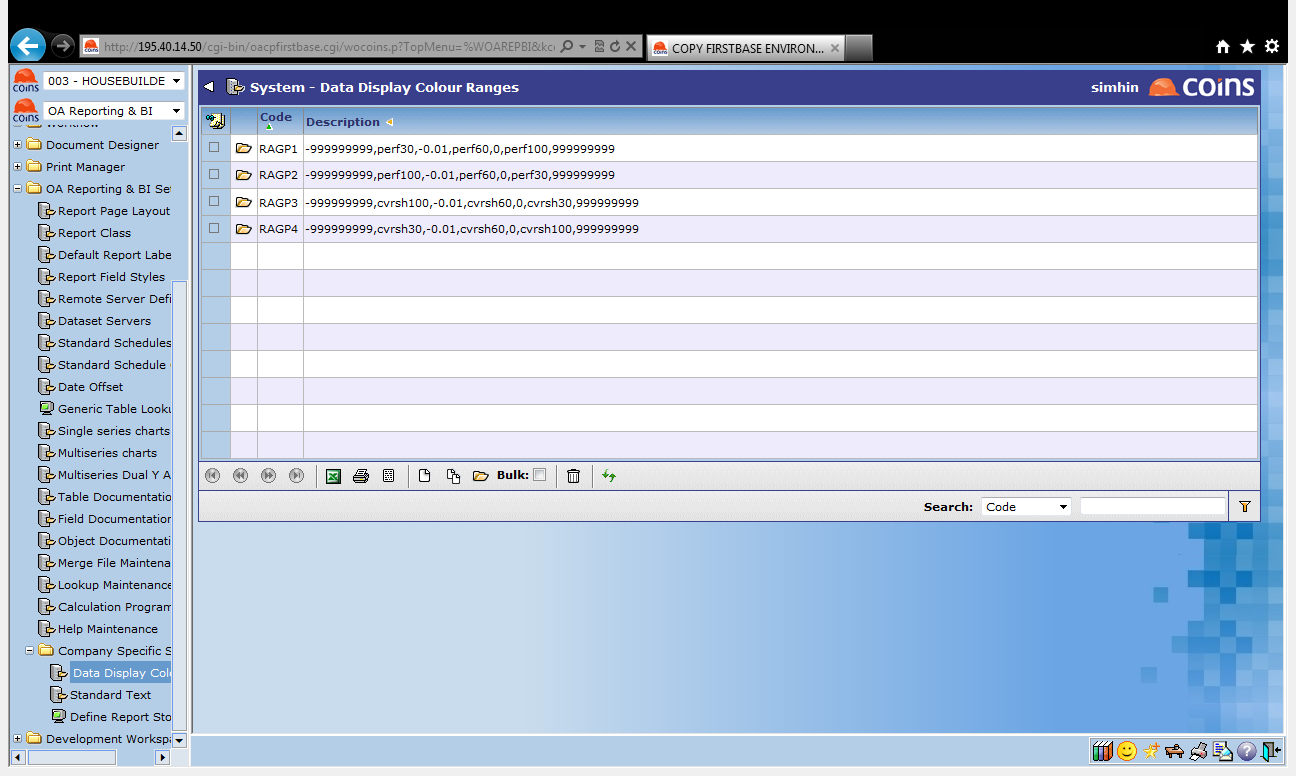 http://195.40.14.50/cgi-bin/oacpfirstbase.cgi/wocoins.p?TopMenu=%WOAREPBI&kc
COPY FIRSTBASE ENVIRON...
coins
003 - HOUSEBUILDE
coins
OA Reporting & BI
Workflow
Document Designer
Print Manager
OA Reporting & BI Se
Report Page Layout
Report Class
Default Report Labe
Report Field Styles
Remote Server Defi
Dataset Servers
Standard Schedules
Standard Schedule
Date Offset
Generic Table Looku
Single series charts
Multiseries charts
Multiseries Dual Y A
Table Documentatio
Field Documentation
Object Documentati
Merge File Maintena
Lookup Maintenance
Calculation Program
Help Maintenance
Company Specific S
Data Display Colo
Standard Text
Define Report Sto
Development Workspa
System - Data Display Colour Ranges
simhin
coins
Code Description
RAGP1 -999999999,perf30,-0.01,perf60,0,perf100,999999999
RAGP2 -999999999,perf100,-0.01,perf60,0,perf30,999999999
RAGP3 -999999999,cvrsh100,-0.01,cvrsh60,0,cvrsh30,999999999
RAGP4 -999999999,cvrsh30,-0.01,cvrsh60,0,cvrsh100,999999999
Bulk:
Search: Code